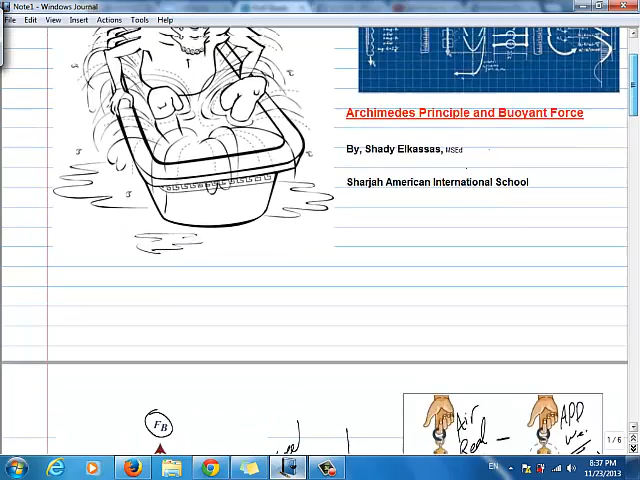 Note1 - Windows Journal
File Edit View Insert Actions Tools Help
Archimedes Principle and Buoyant Force
By, Shady Elkassas, MSEd
Sharjah American International School
FB
Air
Real -
APP
1 / 6
EN
8:37 PM
11/23/2013